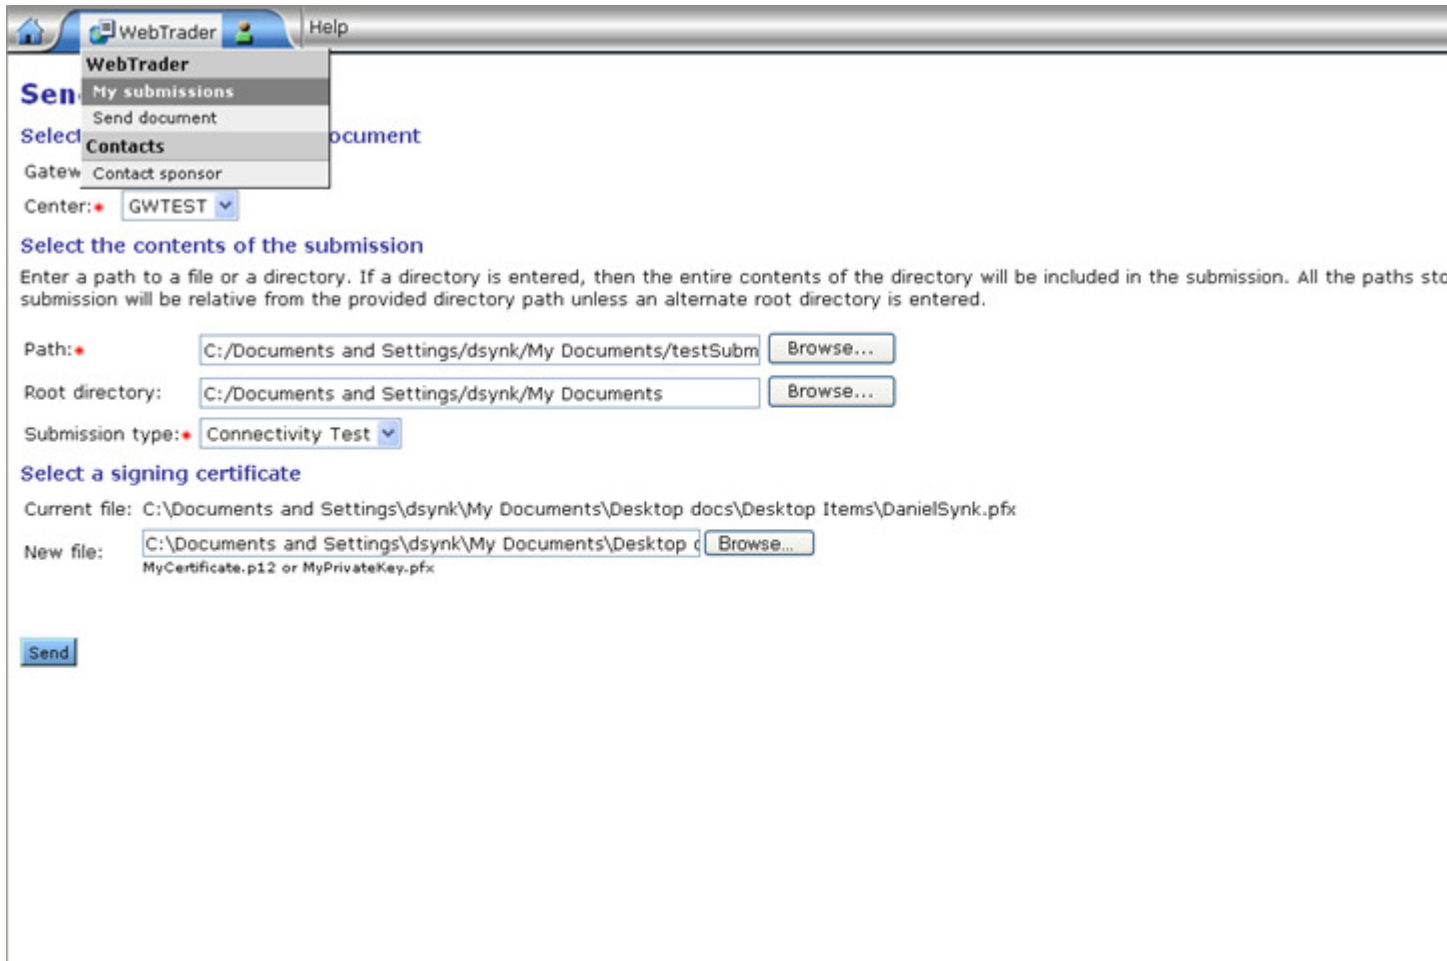 WebTrader Help
WebTrader
My submissions
Sen
Send document
Select ocument
Contacts
Gatew
Contact sponsor
Center:• GWTEST
Select the contents of the submission
Enter a path to a file or a directory. If a directory is entered, then the entire contents of the directory will be included in the submission. All the paths sto
submission will be relative from the provided directory path unless an alternate root directory is entered.
Path:• C:/Documents and Settings/dsynk/My Documents/testSubm Browse...
Root directory: C:/Documents and Settings/dsynk/My Documents Browse...
Submission type:• Connectivity Test
Select a signing certificate
Current file: C:\Documents and Settings\dsynk\My Documents\Desktop docs\Desktop Items\DanielSynk.pfx
New file: C:\Documents and Settings\dsynk\My Documents\Desktop d Browse...
MyCertificate.p12 or MyPrivateKey.pfx
Send